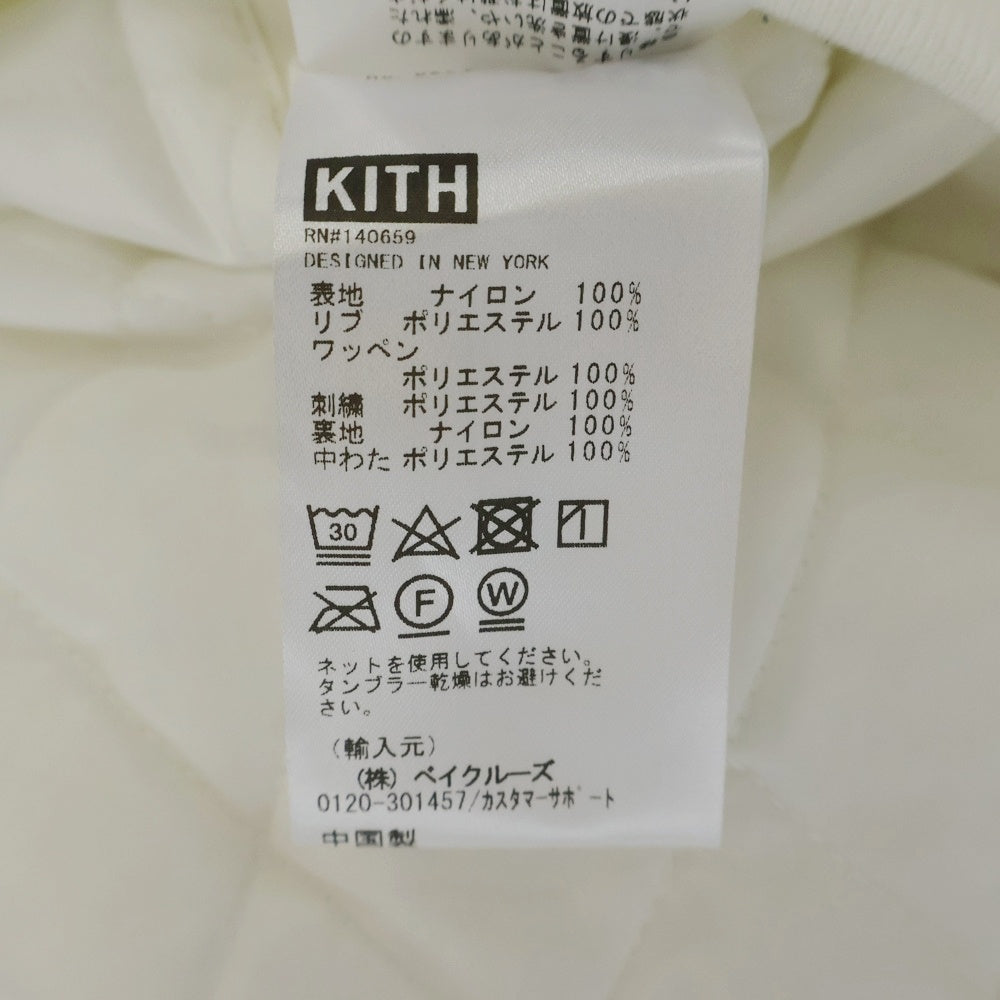 KITH
RN#140659
DESIGNED IN NEW YORK
表地 ナイロン 100%
リブ ポリエステル 100%
ワッペン
ポリエステル 100%
刺繍 ポリエステル 100%
裏地 ナイロン 100%
中わた ポリエステル 100%
30
F W
ネットを使用してください。
タンブラー乾燥はお避けくだ
さい。
(輸入元)
(株) ベイクルーズ
0120-301457/カスタマーサポート
中国製